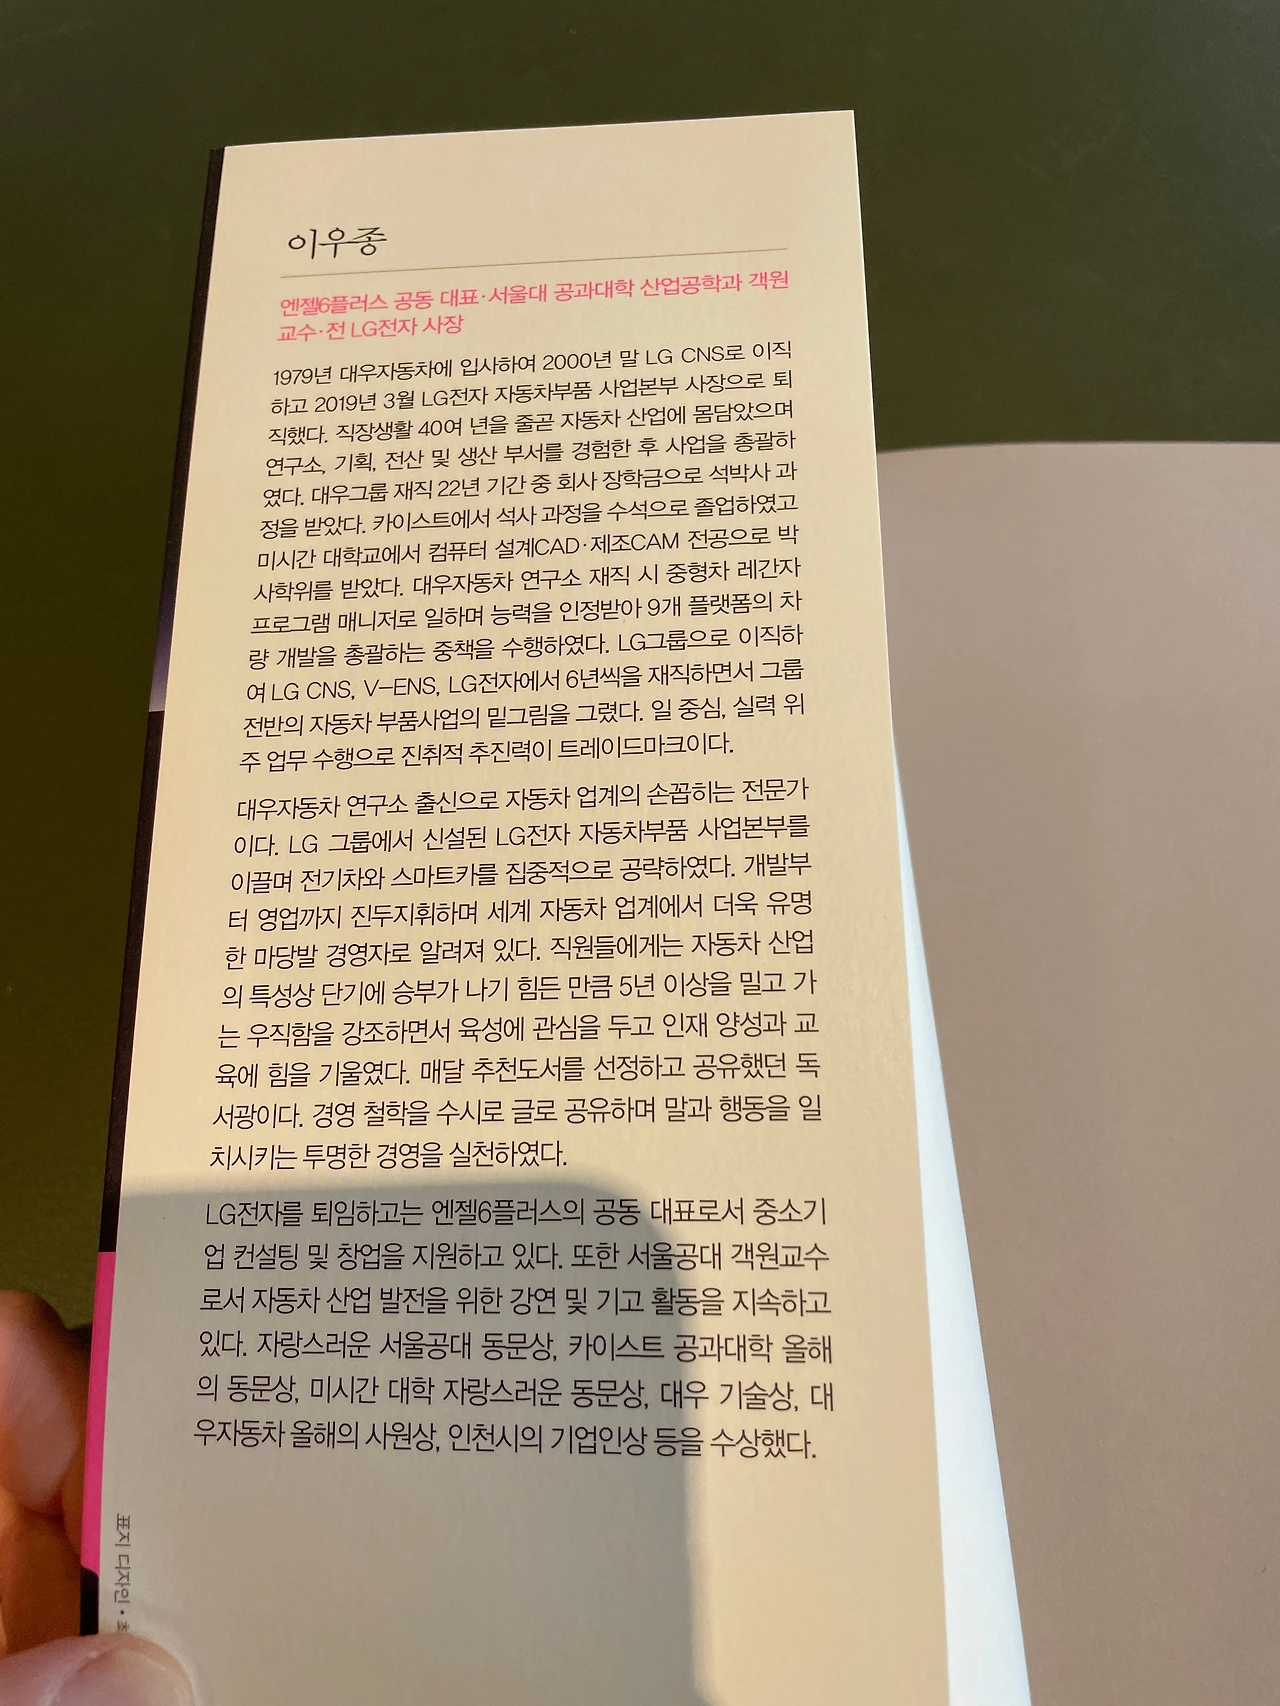 이우종
엔젤6플러스 공동 대표·서울대 공과대학 산업공학과 객원
교수·전 LG전자 사장
1979년 대우자동차에 입사하여 2000년 말 LG CNS로 이직
하고 2019년 3월 LG전자 자동차부품 사업본부 사장으로 퇴
직했다. 직장생활 40여 년을 줄곧 자동차 산업에 몸담았으며
연구소, 기획, 전산 및 생산 부서를 경험한 후 사업을 총괄하
였다. 대우그룹 재직 22년 기간 중 회사 장학금으로 석박사 과
정을 받았다. 카이스트에서 석사 과정을 수석으로 졸업하였고
미시간 대학교에서 컴퓨터 설계CAD·제조CAM 전공으로 박
사학위를 받았다. 대우자동차 연구소 재직 시 중형차 레간자
프로그램 매니저로 일하며 능력을 인정받아 9개 플랫폼의 차
량 개발을 총괄하는 중책을 수행하였다. LG그룹으로 이직하
여 LG CNS, V-ENS, LG전자에서 6년씩을 재직하면서 그룹
전반의 자동차 부품사업의 밑그림을 그렸다. 일 중심, 실력 위
주 업무 수행으로 진취적 추진력이 트레이드마크이다.
대우자동차 연구소 출신으로 자동차 업계의 손꼽히는 전문가
이다. LG 그룹에서 신설된 LG전자 자동차부품 사업본부를
이끌며 전기차와 스마트카를 집중적으로 공략하였다. 개발부
터 영업까지 진두지휘하며 세계 자동차 업계에서 더욱 유명
한 마당발 경영자로 알려져 있다. 직원들에게는 자동차 산업
의 특성상 단기에 승부가 나기 힘든 만큼 5년 이상을 밀고 가
는 우직함을 강조하면서 육성에 관심을 두고 인재 양성과 교
육에 힘을 기울였다. 매달 추천도서를 선정하고 공유했던 독
서광이다. 경영 철학을 수시로 글로 공유하며 말과 행동을 일
치시키는 투명한 경영을 실천하였다.
LG전자를 퇴임하고는 엔젤6플러스의 공동 대표로서 중소기
업 컨설팅 및 창업을 지원하고 있다. 또한 서울공대 객원교수
로서 자동차 산업 발전을 위한 강연 및 기고 활동을 지속하고
있다. 자랑스러운 서울공대 동문상, 카이스트 공과대학 올해
의 동문상, 미시간 대학 자랑스러운 동문상, 대우 기술상, 대
우자동차 올해의 사원상, 인천시의 기업인상 등을 수상했다.
표지 디자인 •